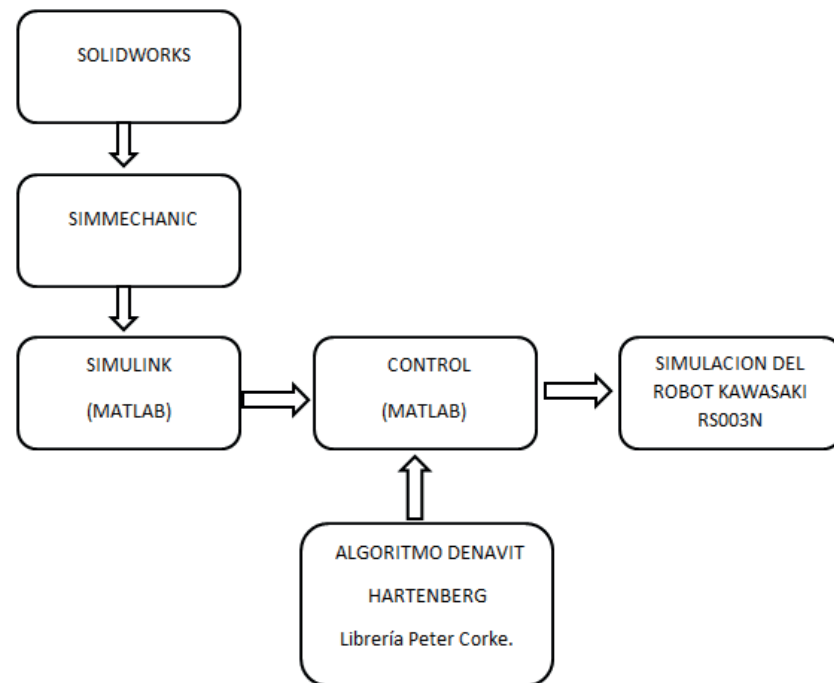 SOLIDWORKS
SIMMECHANIC
SIMULINK
(MATLAB)
CONTROL
(MATLAB)
SIMULACION DEL
ROBOT KAWASAKI
RS003N
ALGORITMO DENAVIT
HARTENBERG
Librería Peter Corke.